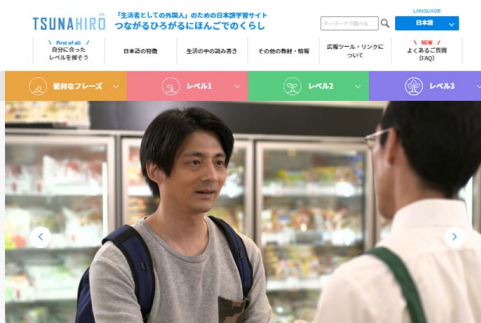 TSUNAHIRO
「生活者としての外国人」のための日本語学習サイト
つながるひろがるにほんごでのくらし
キーワードで調べる
LANGUAGE
日本語
First of all
自分に合った
レベルを探そう
日本語の特徴
生活の中の読み書き
その他の教材・情報
広報ツール・リンクに
ついて
NEW
よくあるご質問
（FAQ）
便利なフレーズ
レベル1
レベル2
レベル3